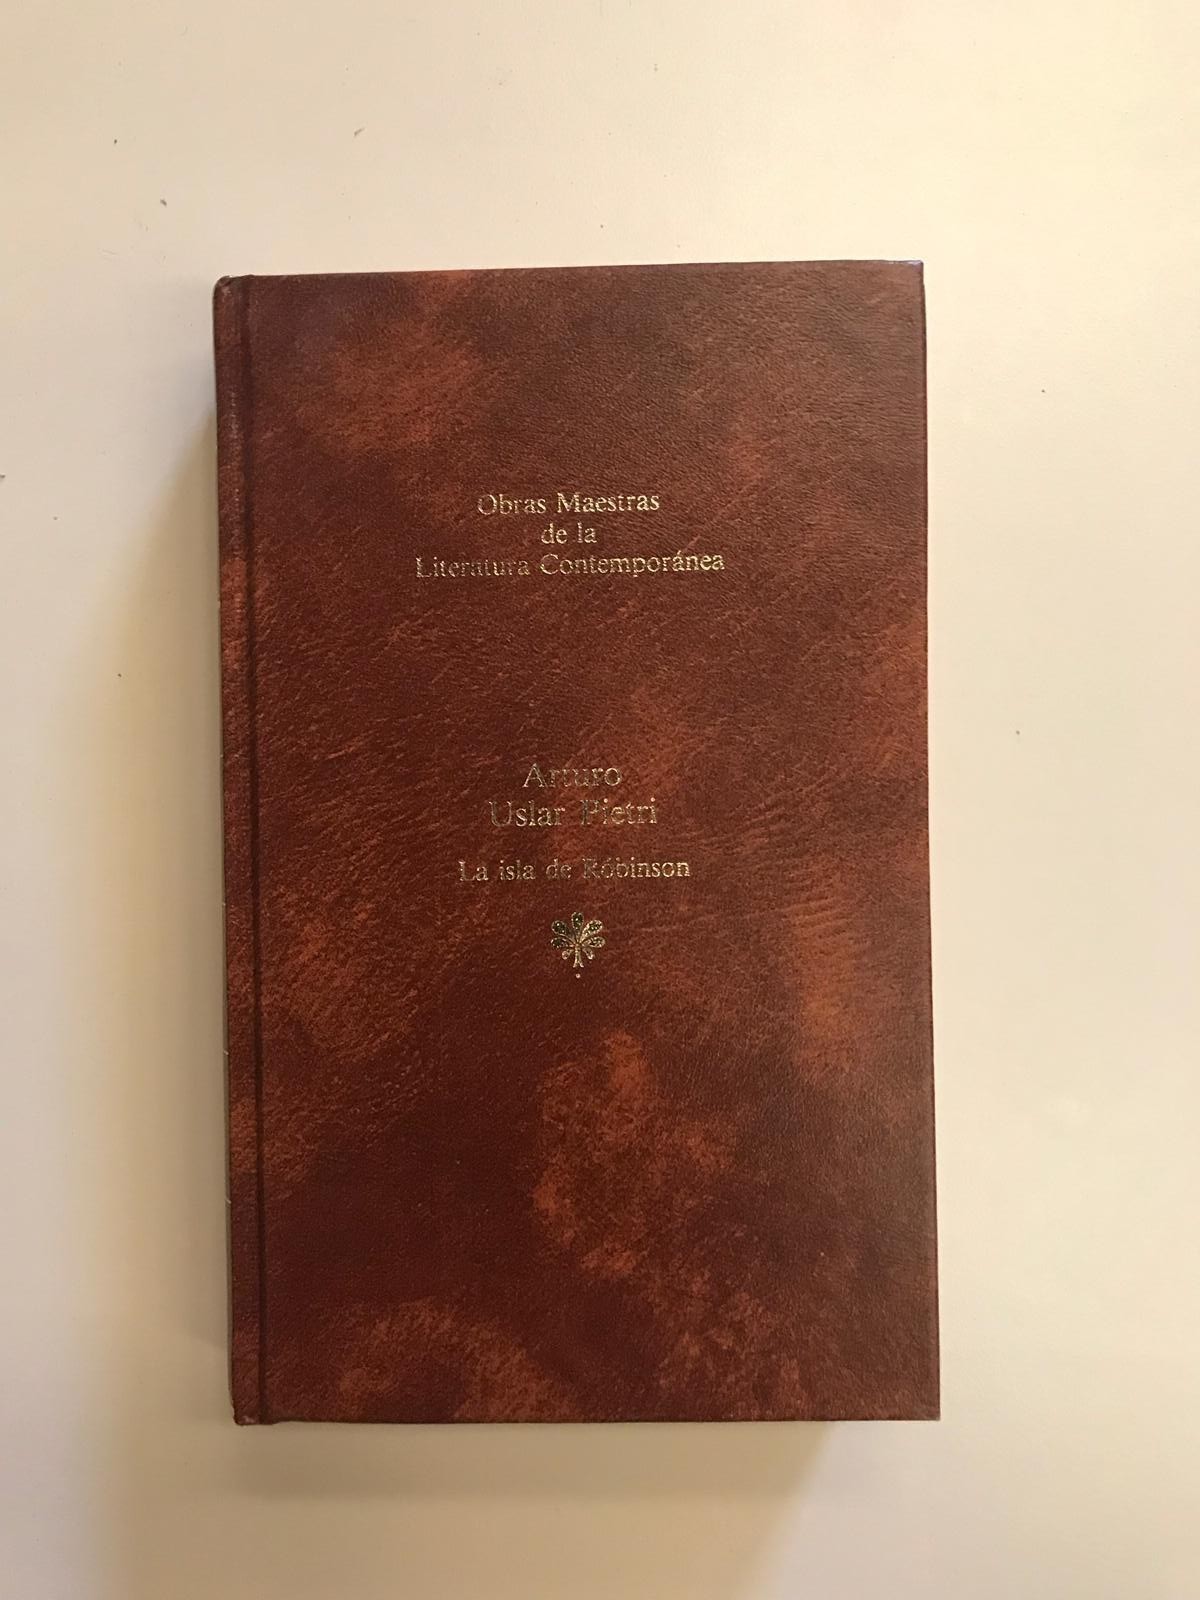 Obras Maestras
de la
Literatura Contemporánea
Arturo
Uslar Pietri
La isla de Róbinson